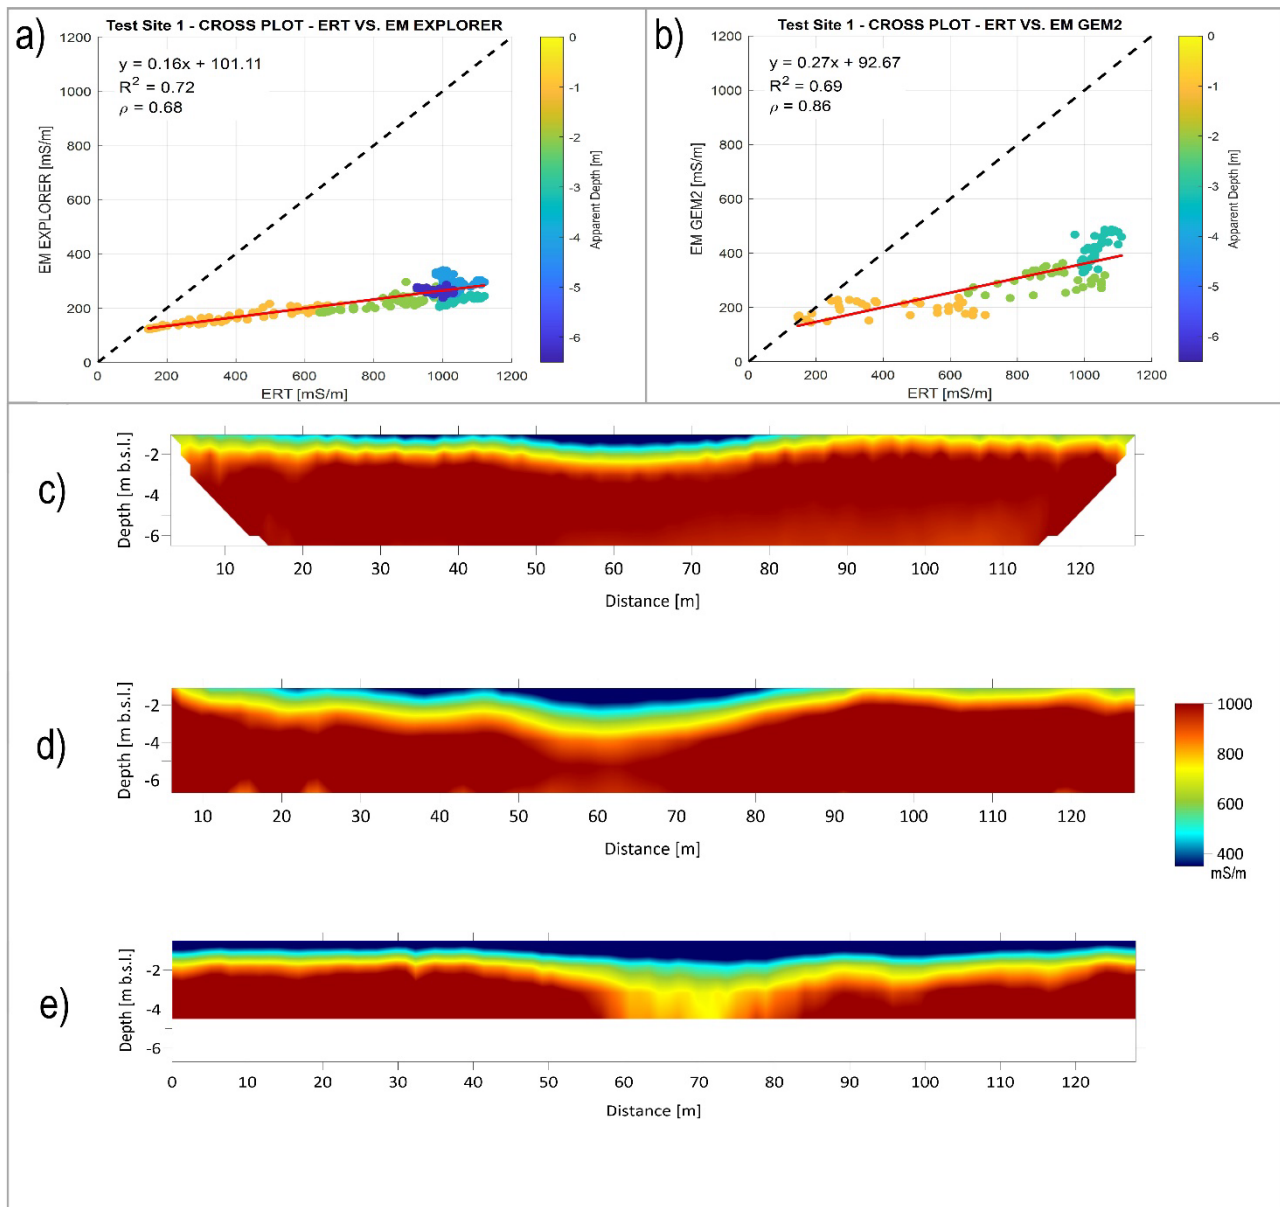 a)
Test Site 1 - CROSS PLOT - ERT VS. EM EXPLORER
y = 0.16x + 101.11
R² = 0.72
ρ = 0.68
EM EXPLORER [mS/m]
1200
1000
800
600
400
200
0
0 200 400 600 800 1000 1200
ERT [mS/m]
0
-1
-2
-3
-4
-5
-6
Apparent Depth [m]
b)
Test Site 1 - CROSS PLOT - ERT VS. EM GEM2
y = 0.27x + 92.67
R² = 0.69
ρ = 0.86
EM GEM2 [mS/m]
1200
1000
800
600
400
200
0
0 200 400 600 800 1000 1200
ERT [mS/m]
0
-1
-2
-3
-4
-5
-6
Apparent Depth [m]
c)
Depth [m b.s.l.]
-2
-4
-6
10 20 30 40 50 60 70 80 90 100 110 120
Distance [m]
d)
Depth [m b.s.l.]
-2
-4
-6
10 20 30 40 50 60 70 80 90 100 110 120
Distance [m]
1000
800
600
400
mS/m
e)
Depth [m b.s.l.]
-2
-4
-6
0 10 20 30 40 50 60 70 80 90 100 110 120
Distance [m]